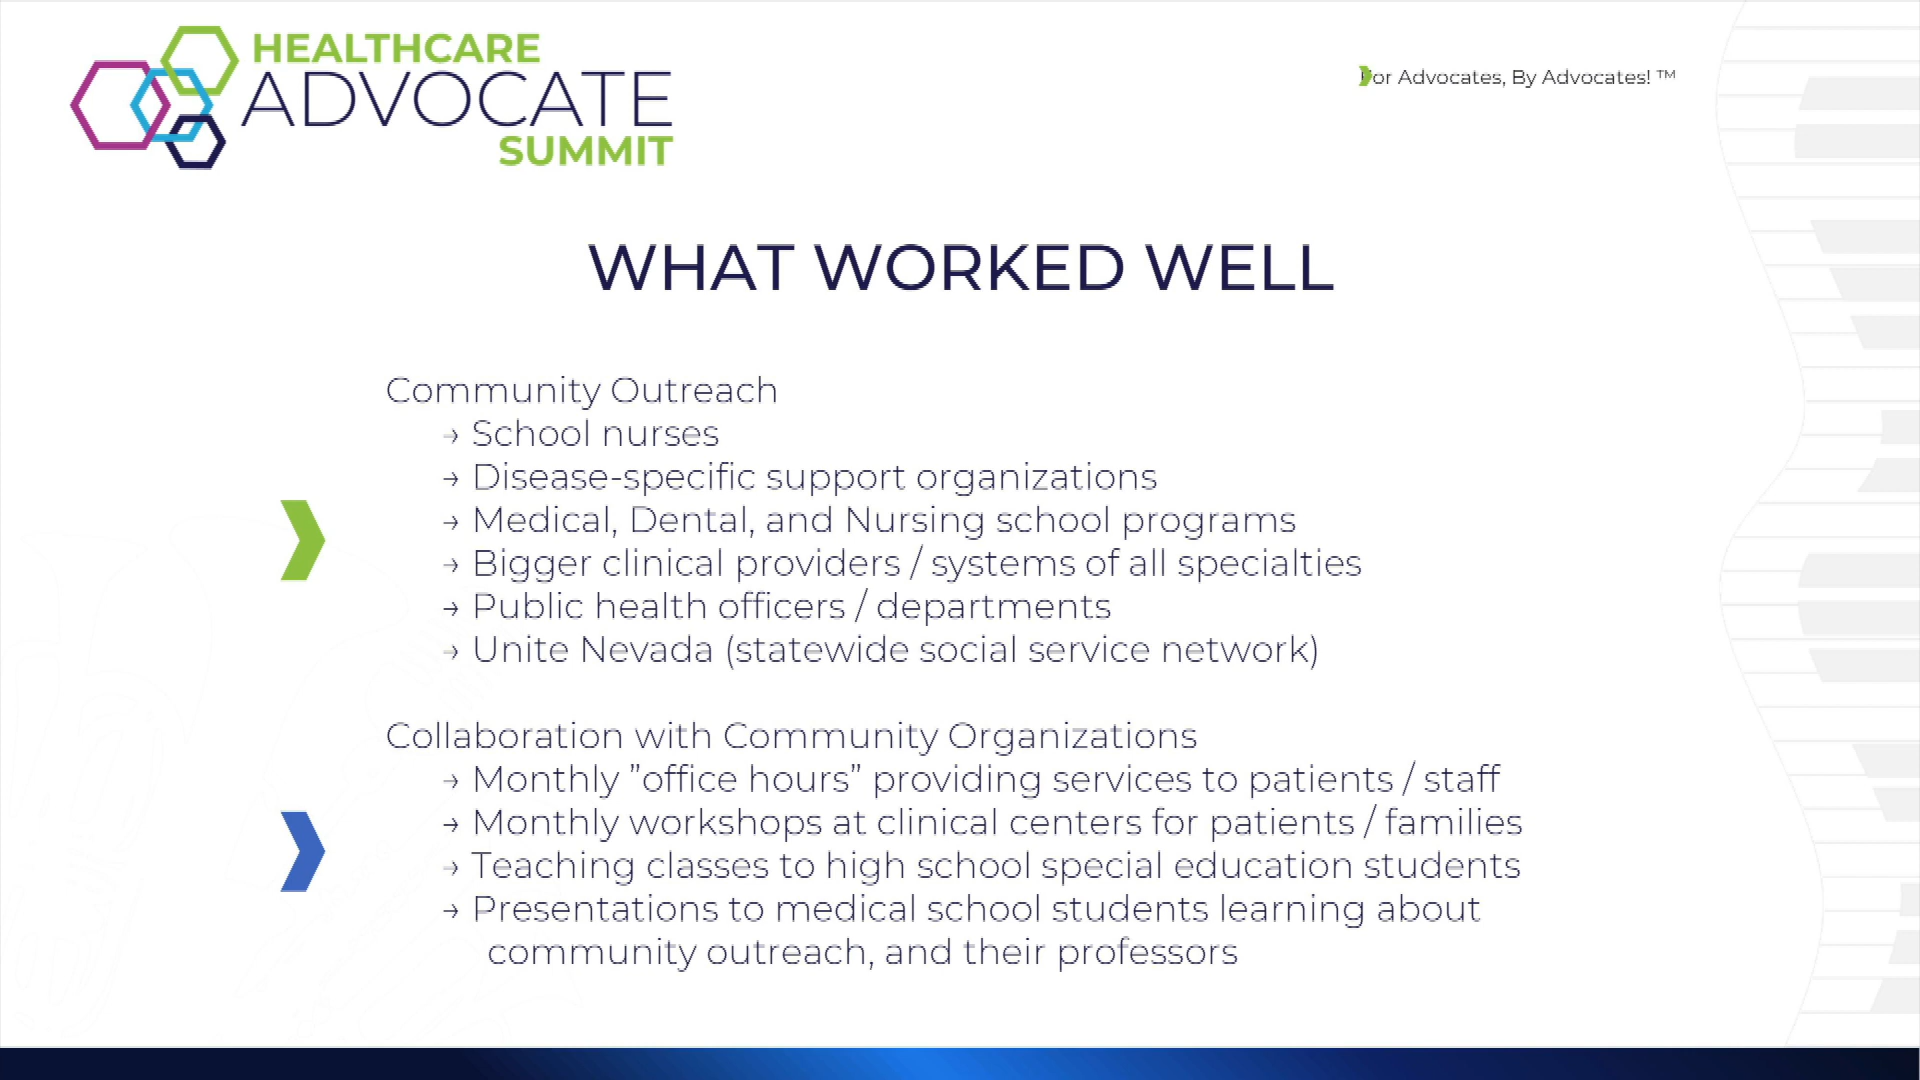 HEALTHCARE
ADVOCATE
SUMMIT
For Advocates, By Advocates! ™
WHAT WORKED WELL
Community Outreach
→ School nurses
→ Disease-specific support organizations
→ Medical, Dental, and Nursing school programs
→ Bigger clinical providers / systems of all specialties
→ Public health officers / departments
→ Unite Nevada (statewide social service network)
Collaboration with Community Organizations
→ Monthly ”office hours” providing services to patients / staff
→ Monthly workshops at clinical centers for patients / families
→ Teaching classes to high school special education students
→ Presentations to medical school students learning about
community outreach, and their professors